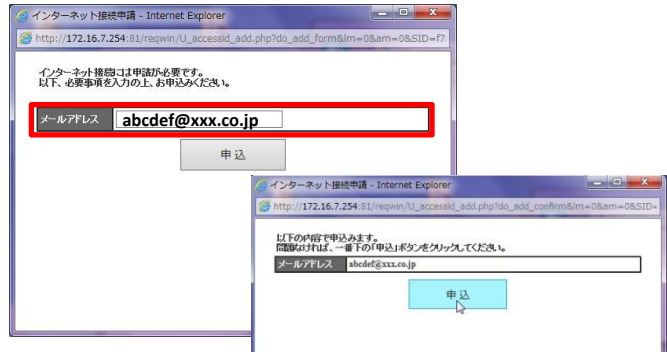 インターネット接続申請 - Internet Explorer
http://172.16.7.254:81/reqwin/U_accessid_add.php?do_add_form&lm=0&am=0&SID=f7
インターネット接続には申請が必要です。
以下、必要事項を入力の上、お申込みください。
メールアドレス abcdef@xxx.co.jp
申込
インターネット接続申請 - Internet Explorer
http://172.16.7.254:81/reqwin/U_accessid_add.php?do_add_confirm&lm=0&am=0&SID=
以下の内容で申込みます。
問題なければ、一番下の「申込」ボタンをクリックしてください。
メールアドレス abcdef@xxx.co.jp
申込